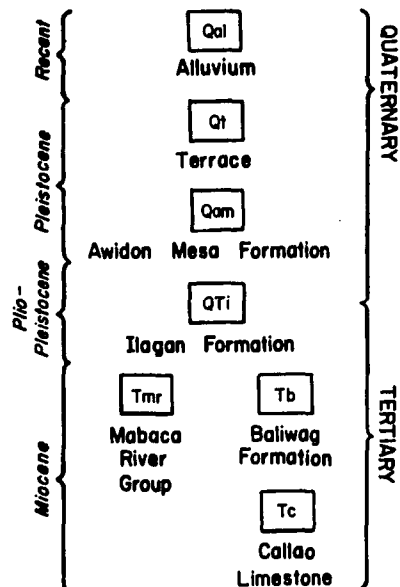 Recent
Qal
Alluvium
QUATERNARY
Pleistocene
Qt
Terrace
Qam
Awidon Mesa Formation
Plio-
Pleistocene
QTi
Ilagan Formation
Miocene
TERTIARY
Tmr
Mabaca
River
Group
Tb
Baliwag
Formation
Tc
Callao
Limestone